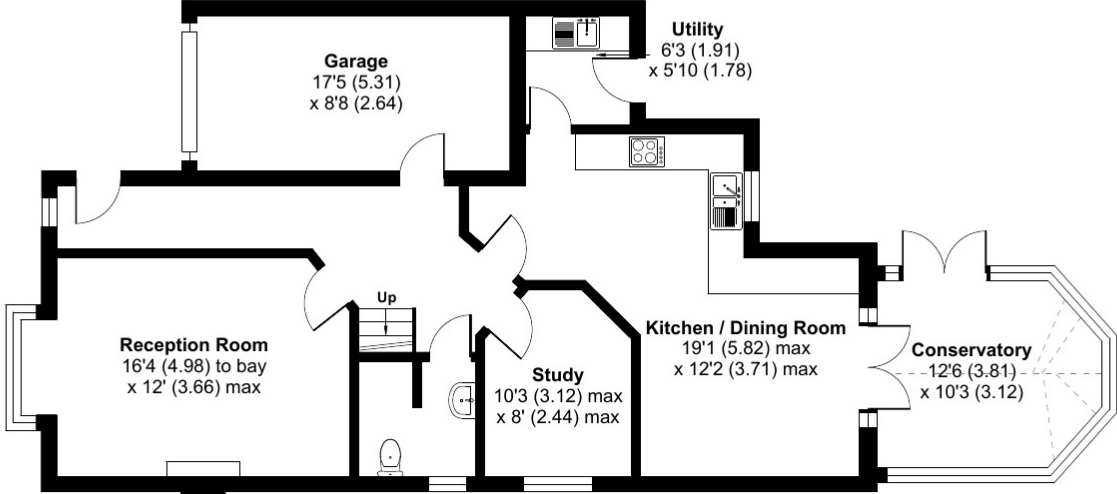 Utility
6'3 (1.91)
x 5'10 (1.78)
Garage
17'5 (5.31)
x 8'8 (2.64)
Up
Reception Room
16'4 (4.98) to bay
x 12' (3.66) max
Kitchen / Dining Room
19'1 (5.82) max
x 12'2 (3.71) max
Conservatory
12'6 (3.81)
x 10'3 (3.12)
Study
10'3 (3.12) max
x 8' (2.44) max